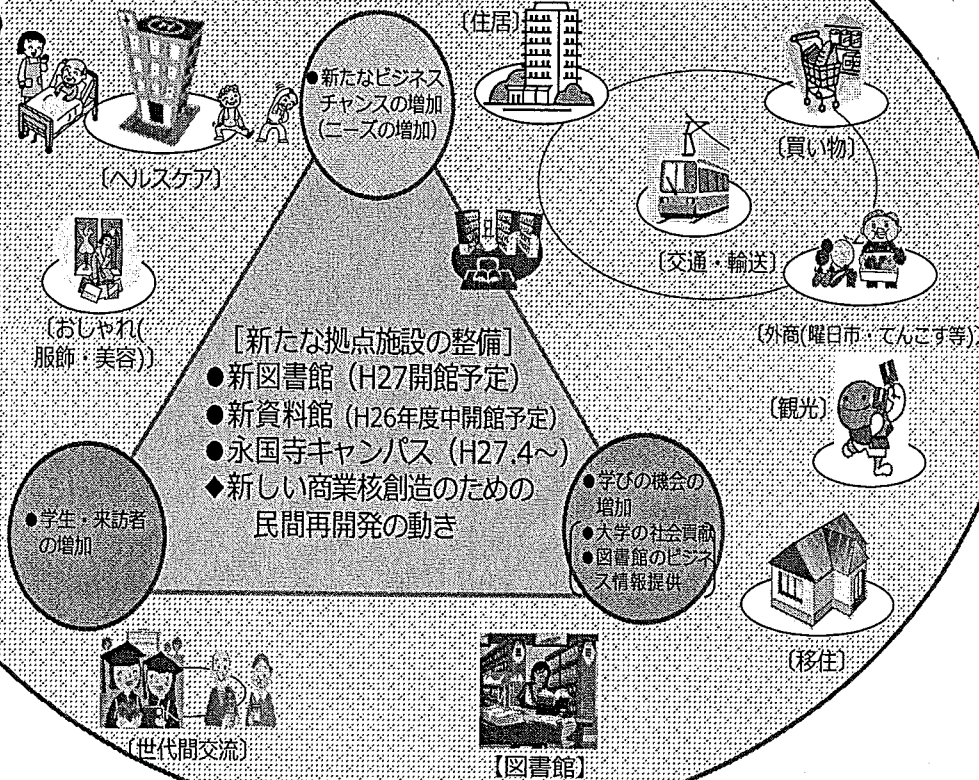 〔住居〕
●新たなビジネス
チャンスの増加
(ニーズの増加)
〔ヘルスケア〕
〔買い物〕
〔交通・輸送〕
〔おしゃれ(
服飾・美容)〕
〔外商(曜日市・てんこす等)〕
[新たな拠点施設の整備]
●新図書館（H27開館予定）
●新資料館（H26年度中開館予定）
●永国寺キャンパス（H27.4～）
◆新しい商業核創造のための
民間再開発の動き
〔観光〕
●学生・来訪者
の増加
●学びの機会の
増加
●大学の社会貢献
●図書館のビジネ
ス情報提供
〔移住〕
〔世代間交流〕
【図書館】